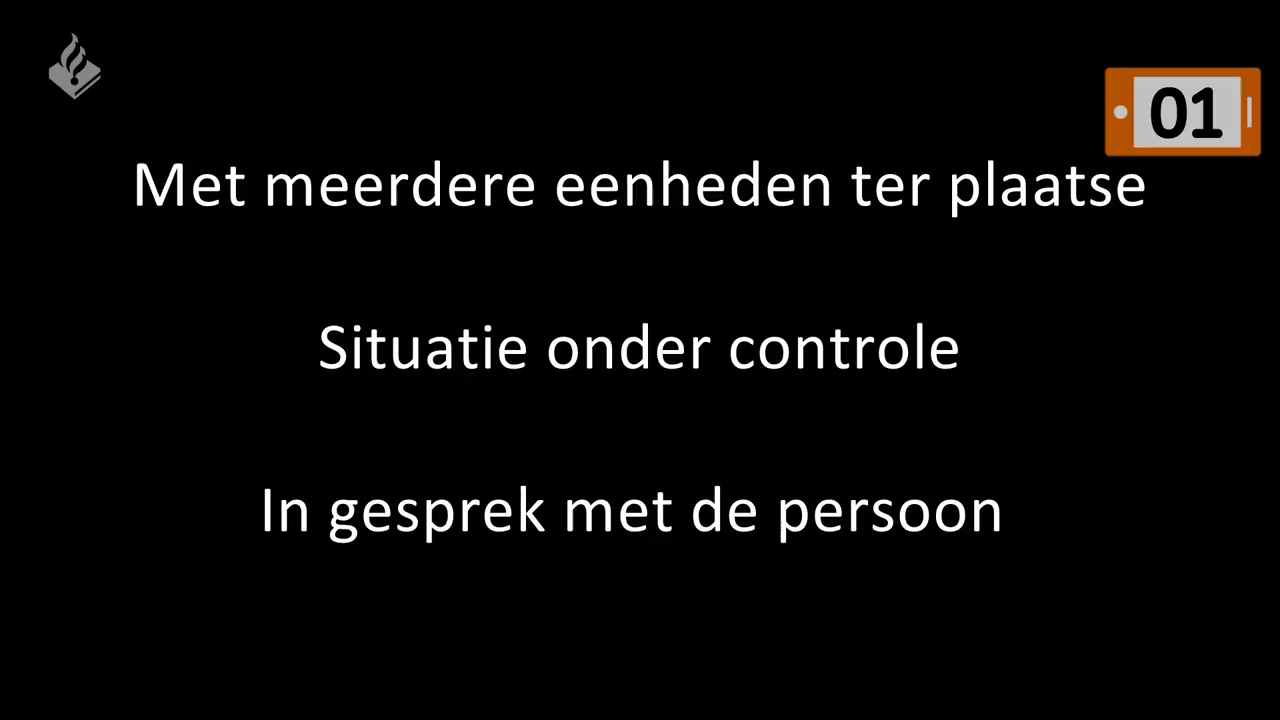 01
Met meerdere eenheden ter plaatse
Situatie onder controle
In gesprek met de persoon